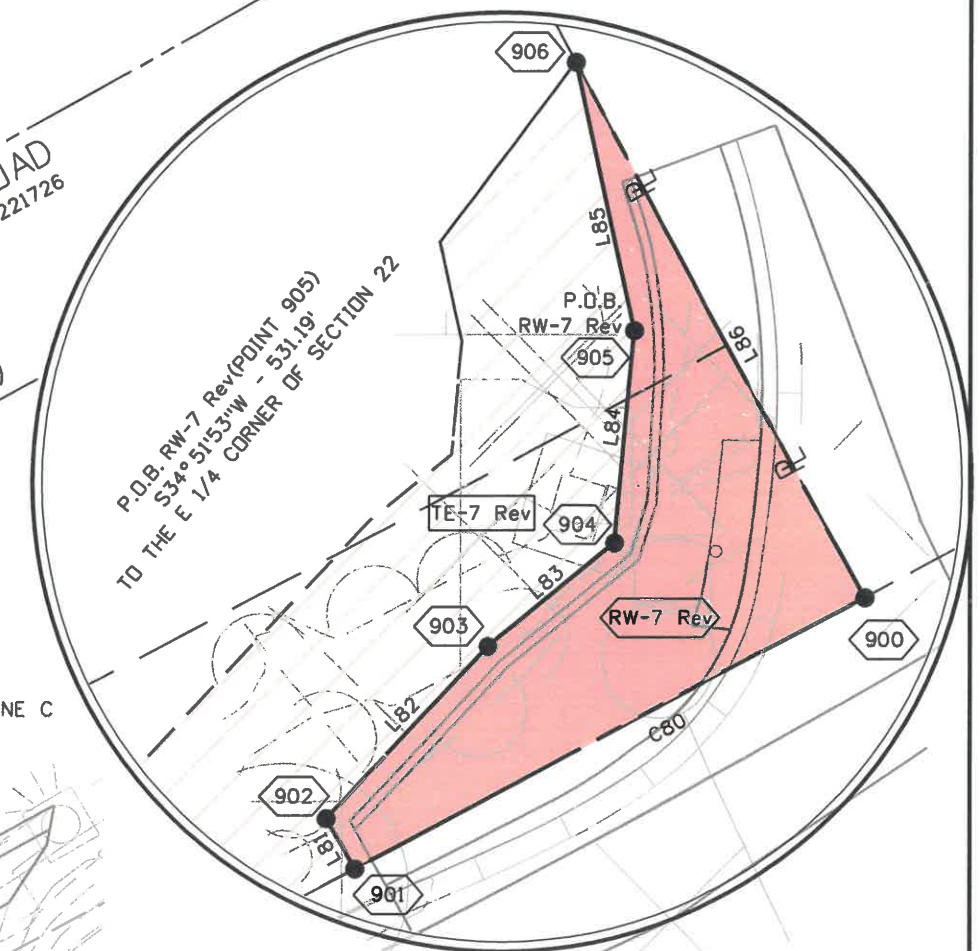 906
221726
L85
P.O.B. RW-7 Rev(POINT 905)
S34°51'53"W - 531.19'
TO THE E 1/4 CORNER OF SECTION 22
P.O.B.
RW-7 Rev
905
L86
L84
TE-7 Rev
904
L83
903
RW-7 Rev
900
L82
NE C
C80
902
L81
901